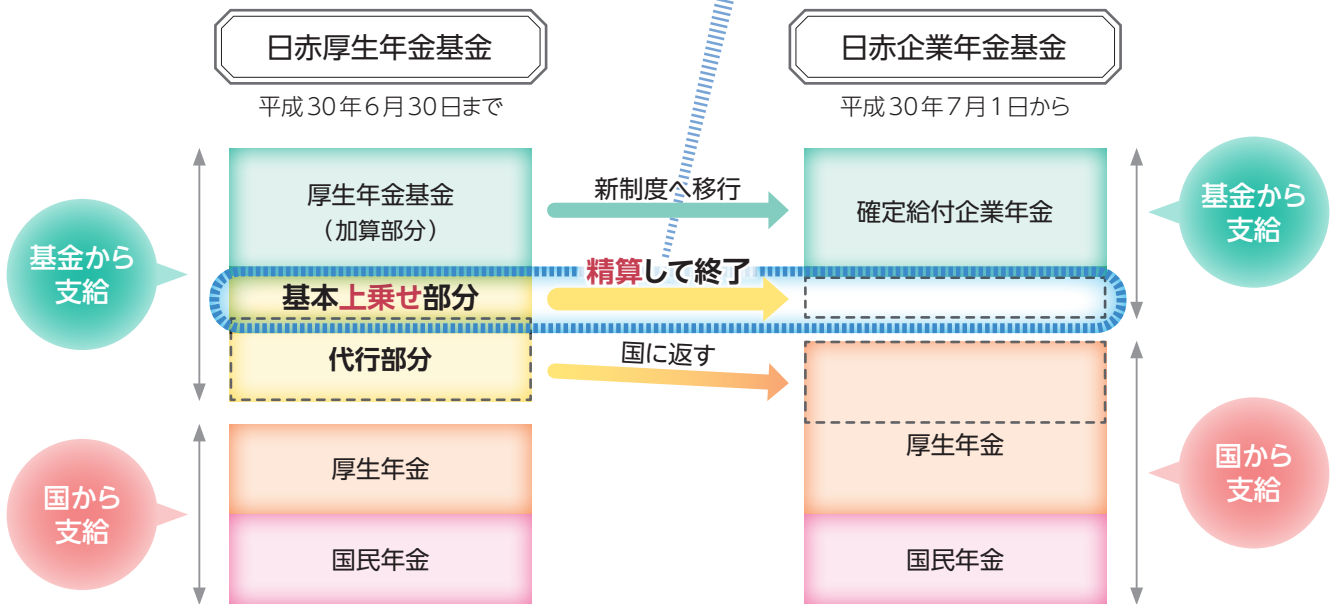 日赤厚生年金基金
平成30年6月30日まで
日赤企業年金基金
平成30年7月1日から
基金から
支給
厚生年金基金
（加算部分）
新制度へ移行
確定給付企業年金
基金から
支給
基本上乗せ部分
精算して終了
代行部分
国に返す
国から
支給
厚生年金
国民年金
厚生年金
国民年金
国から
支給